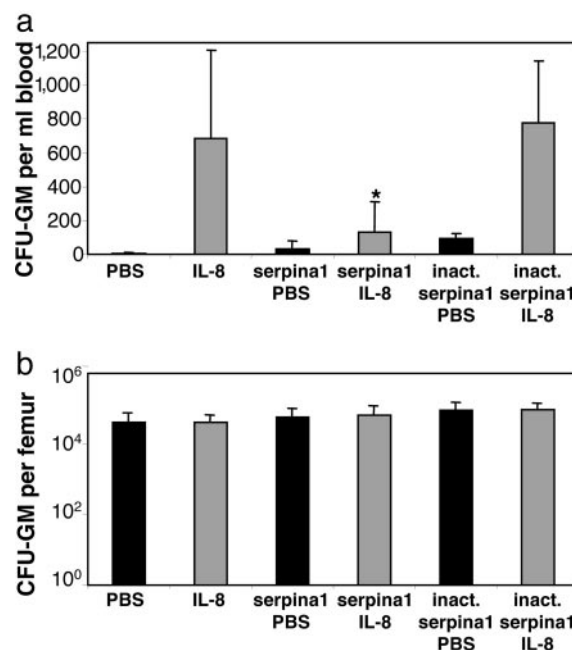 a
CFU-GM per ml blood
1,200
1,000
800
600
400
200
0
*
PBS IL-8 serpina1 serpina1 inact. inact.
PBS IL-8 serpina1 serpina1
PBS IL-8
b
CFU-GM per femur
10⁶
10⁴
10²
10⁰
PBS IL-8 serpina1 serpina1 inact. inact.
PBS IL-8 serpina1 serpina1
PBS IL-8